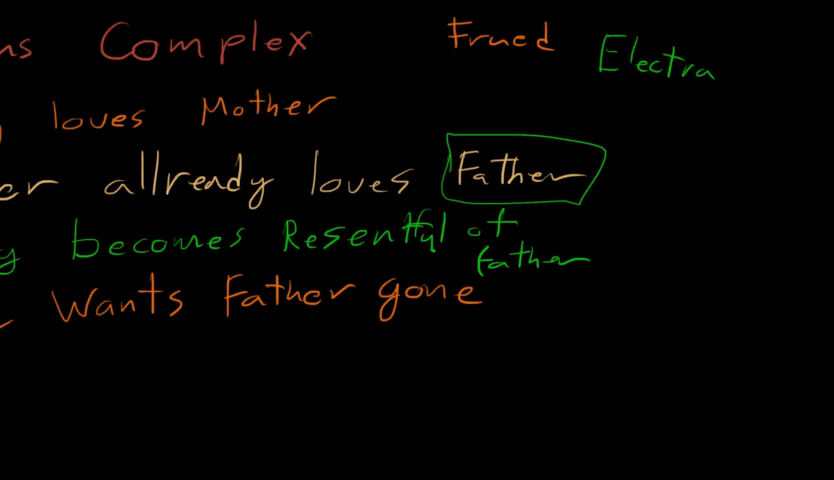 ns Complex Frued Electra
loves Mother
er allready loves Father
y becomes Resentful of father
Wants Father gone